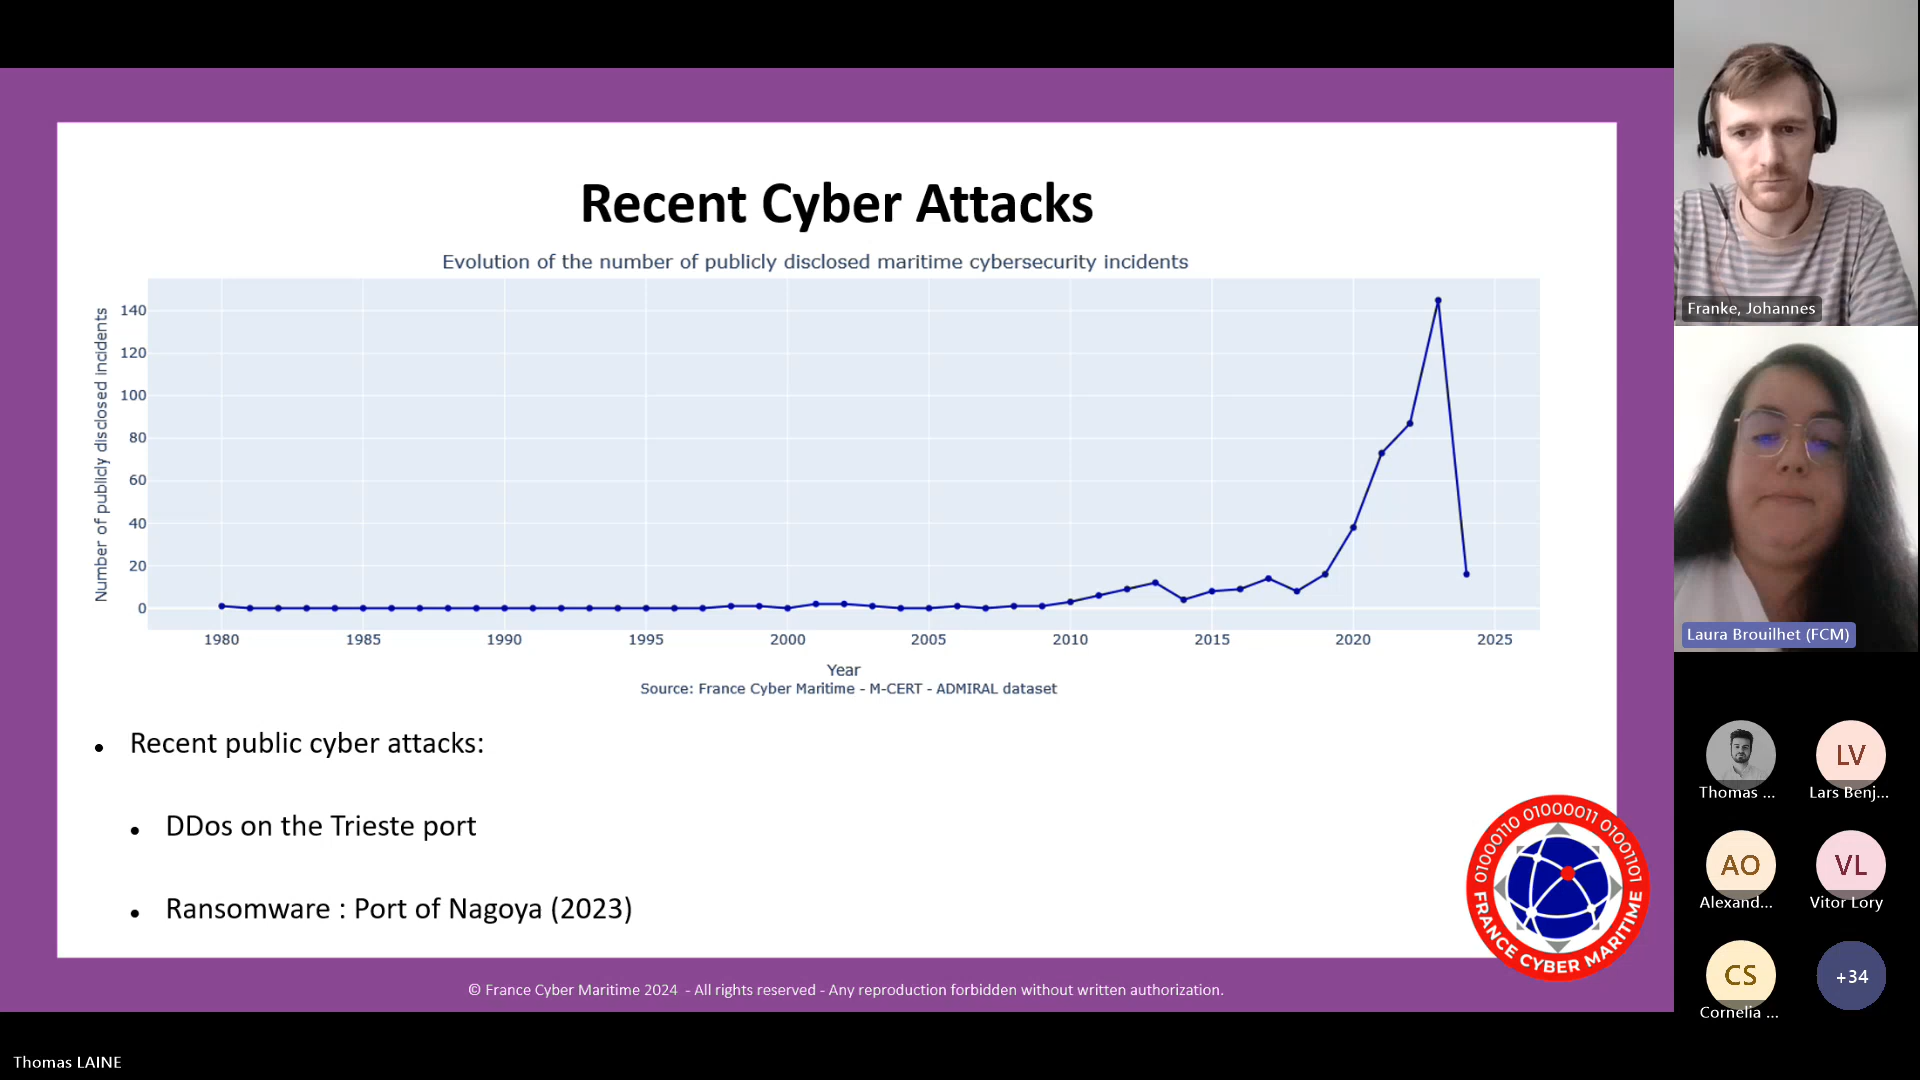 Recent Cyber Attacks
Evolution of the number of publicly disclosed maritime cybersecurity incidents
Number of publicly disclosed incidents
140
120
100
80
60
40
20
0
1980 1985 1990 1995 2000 2005 2010 2015 2020 2025
Year
Source: France Cyber Maritime - M-CERT - ADMIRAL dataset
• Recent public cyber attacks:
• DDos on the Trieste port
• Ransomware : Port of Nagoya (2023)
01000110 01000011 01001101
FRANCE CYBER MARITIME
© France Cyber Maritime 2024 - All rights reserved - Any reproduction forbidden without written authorization.
Thomas LAINE
Franke, Johannes
Laura Brouilhet (FCM)
Thomas ...
LV
Lars Benj...
AO
Alexand...
VL
Vitor Lory
CS
Cornelia ...
+34